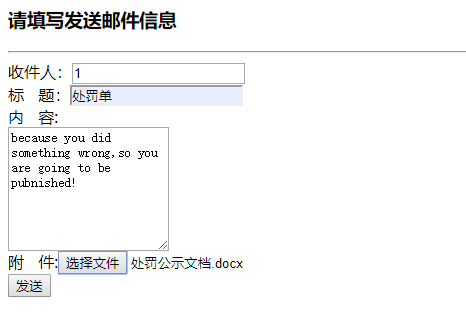 请填写发送邮件信息
收件人：1
标　题：处罚单
内　容:
because you did
something wrong,so you
are going to be
pubnished!
附　件:选择文件 处罚公示文档.docx
发送